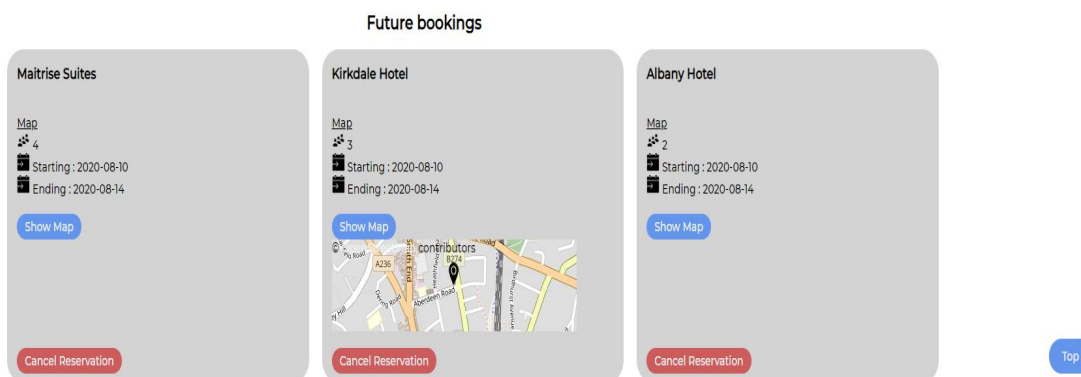 Future bookings
Maitrise Suites
Map
4
Starting : 2020-08-10
Ending : 2020-08-14
Show Map
Cancel Reservation
Kirkdale Hotel
Map
3
Starting : 2020-08-10
Ending : 2020-08-14
Show Map
© contributors
A236
B274
Aberdeen Road
Birdhurst Avenue
Cancel Reservation
Albany Hotel
Map
2
Starting : 2020-08-10
Ending : 2020-08-14
Show Map
Cancel Reservation
Top